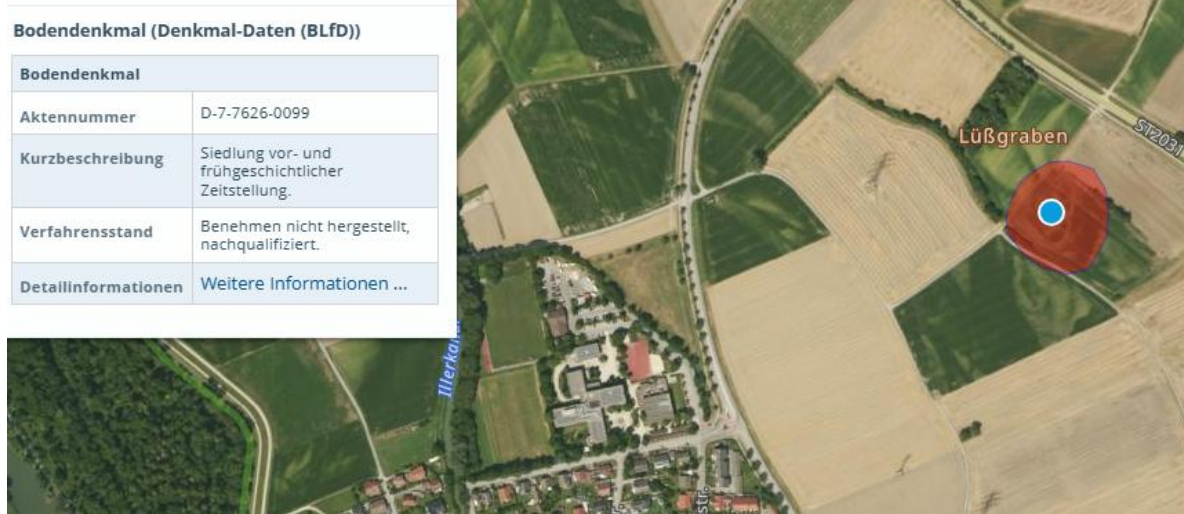 Bodendenkmal (Denkmal-Daten (BLfD))
Bodendenkmal
Aktennummer D-7-7626-0099
Kurzbeschreibung Siedlung vor- und
frühgeschichtlicher
Zeitstellung.
Verfahrensstand Benehmen nicht hergestellt,
nachqualifiziert.
Detailinformationen Weitere Informationen ...
Lüßgraben
ST2031
Illerkanal
str.